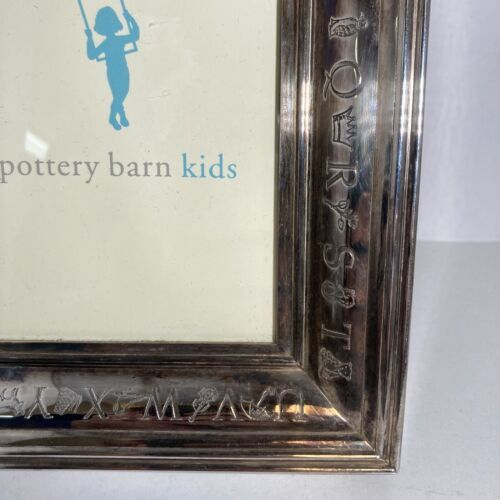 pottery barn kids
Q R S T
U V W X Y